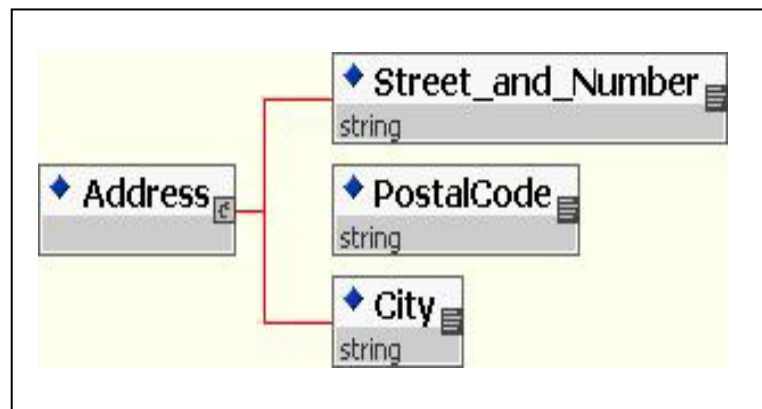 Street_and_Number
string
Address
PostalCode
string
City
string